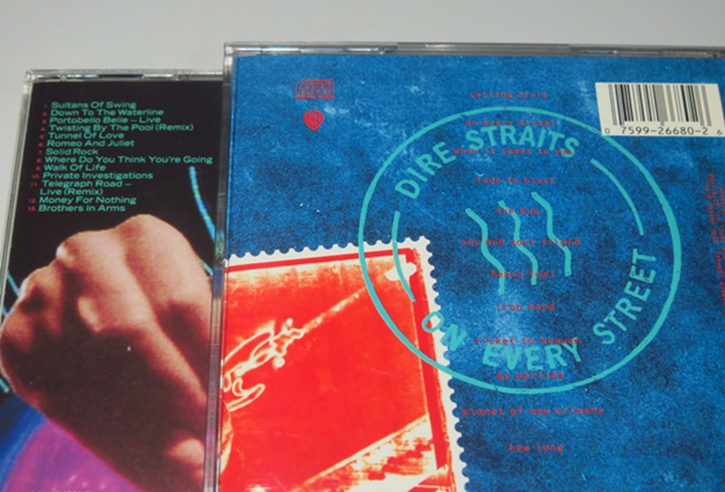 Sultans Of Swing
Down To The Waterline
Portobello Belle – Live
Twisting By The Pool (Remix)
Tunnel Of Love
Romeo And Juliet
Solid Rock
Where Do You Think You're Going
Walk Of Life
Private Investigations
11 Telegraph Road –
Live (Remix)
12 Money For Nothing
13 Brothers In Arms
calling elvis
on every street
when it comes to you
fade to black
the bug
you and your friend
heavy fuel
iron hand
ticket to heaven
my parties
planet of new orleans
how long
DIRE STRAITS
ON EVERY STREET
0 7599-26680-2